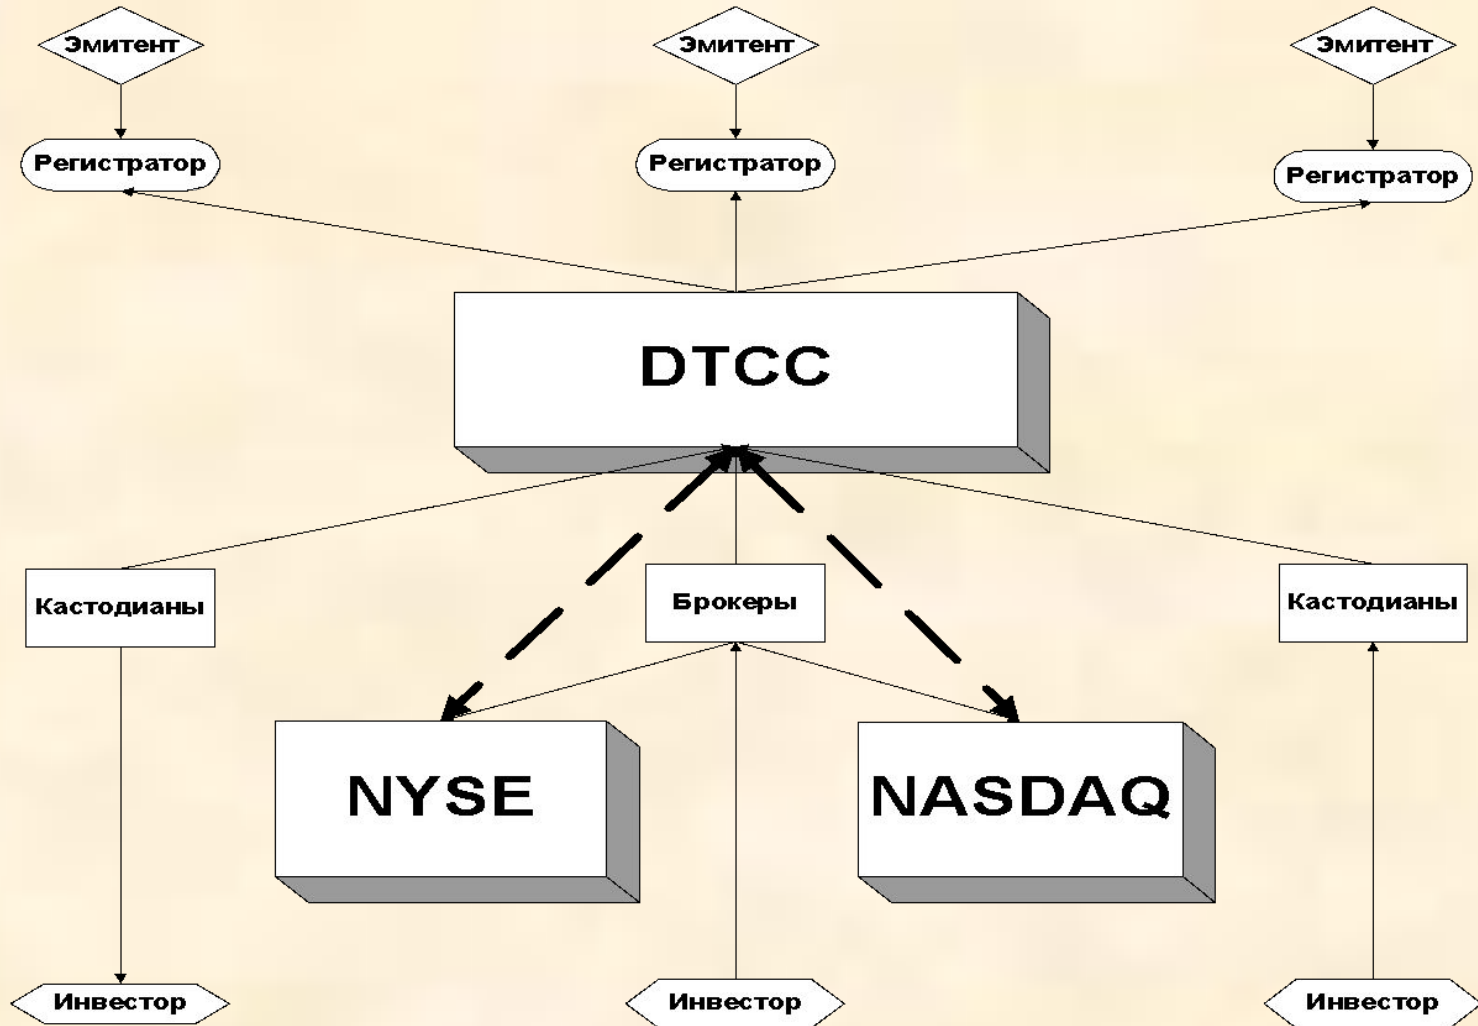 Эмитент
Эмитент
Эмитент
Регистратор
Регистратор
Регистратор
DTCC
Кастодианы
Брокеры
Кастодианы
NYSE
NASDAQ
Инвестор
Инвестор
Инвестор